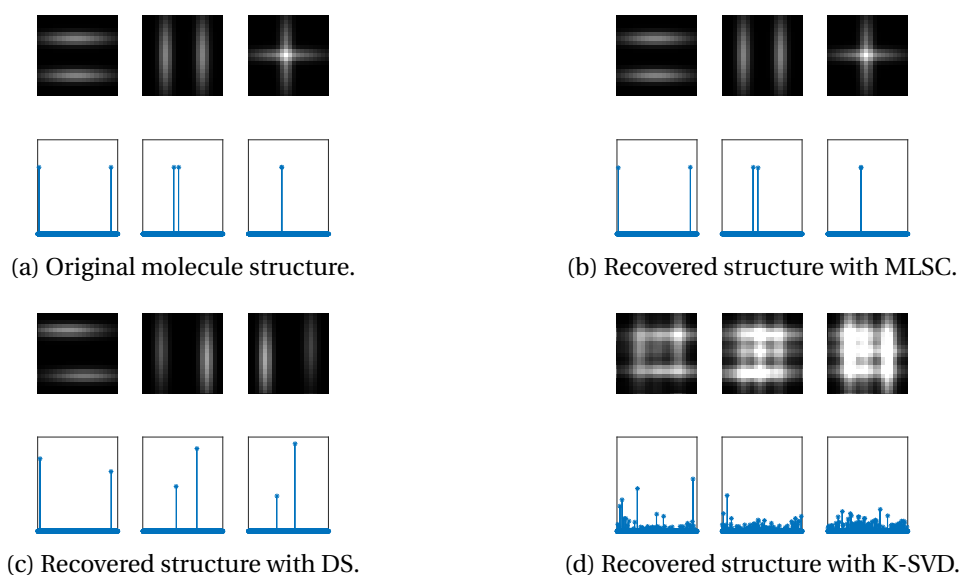 (a) Original molecule structure.
(b) Recovered structure with MLSC.
(c) Recovered structure with DS.
(d) Recovered structure with K-SVD.